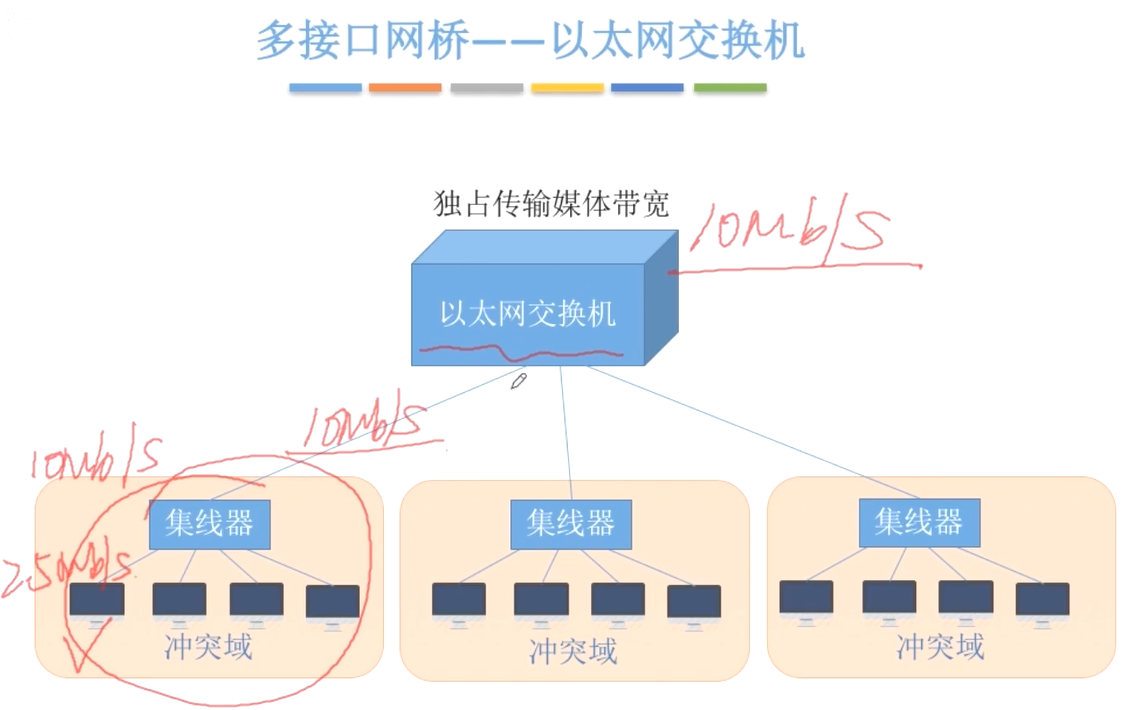 多接口网桥——以太网交换机
独占传输媒体带宽
10Mb/s
以太网交换机
10Mb/s
10Mb/s
集线器
集线器
集线器
2.5Mb/s
冲突域
冲突域
冲突域